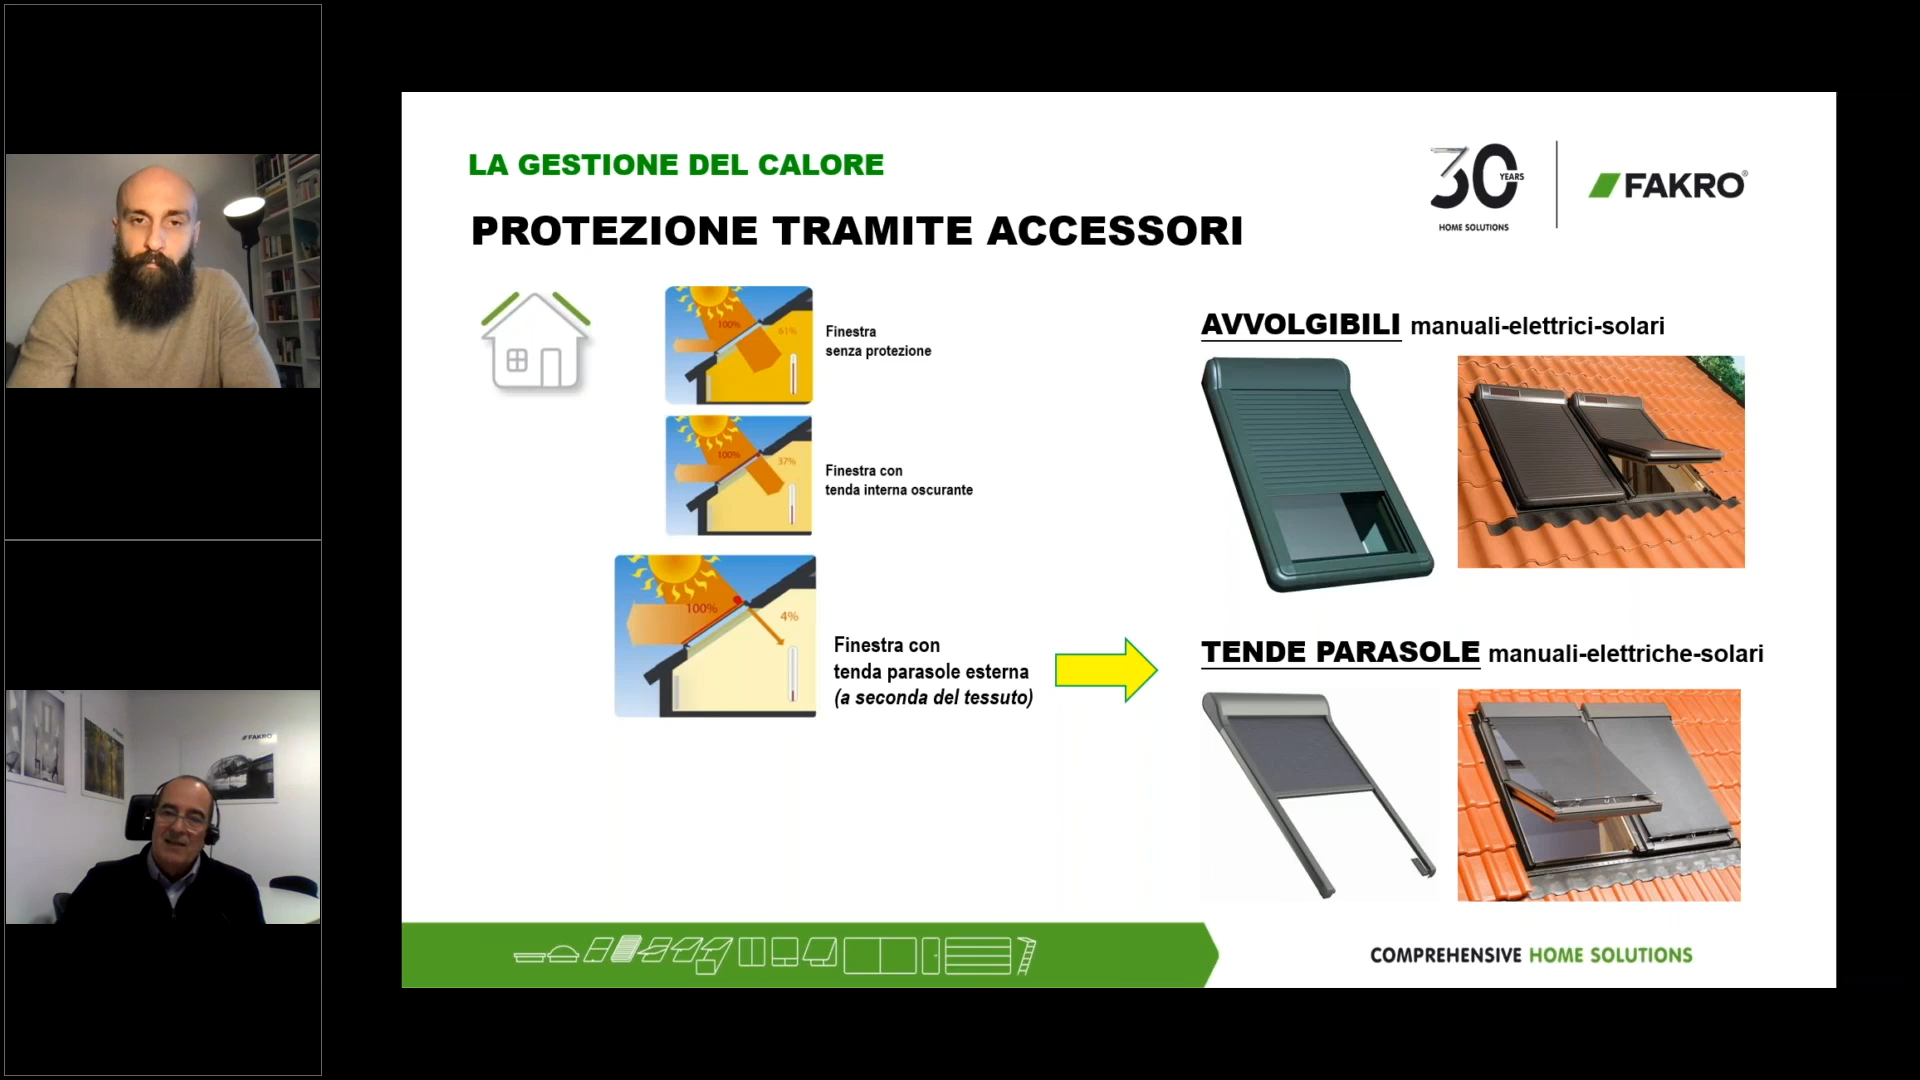 LA GESTIONE DEL CALORE
PROTEZIONE TRAMITE ACCESSORI
30
YEARS
HOME SOLUTIONS
FAKRO®
100%
61%
Finestra
senza protezione
100%
37%
Finestra con
tenda interna oscurante
100%
4%
Finestra con
tenda parasole esterna
(a seconda del tessuto)
AVVOLGIBILI manuali-elettrici-solari
TENDE PARASOLE manuali-elettriche-solari
COMPREHENSIVE HOME SOLUTIONS
FAKRO